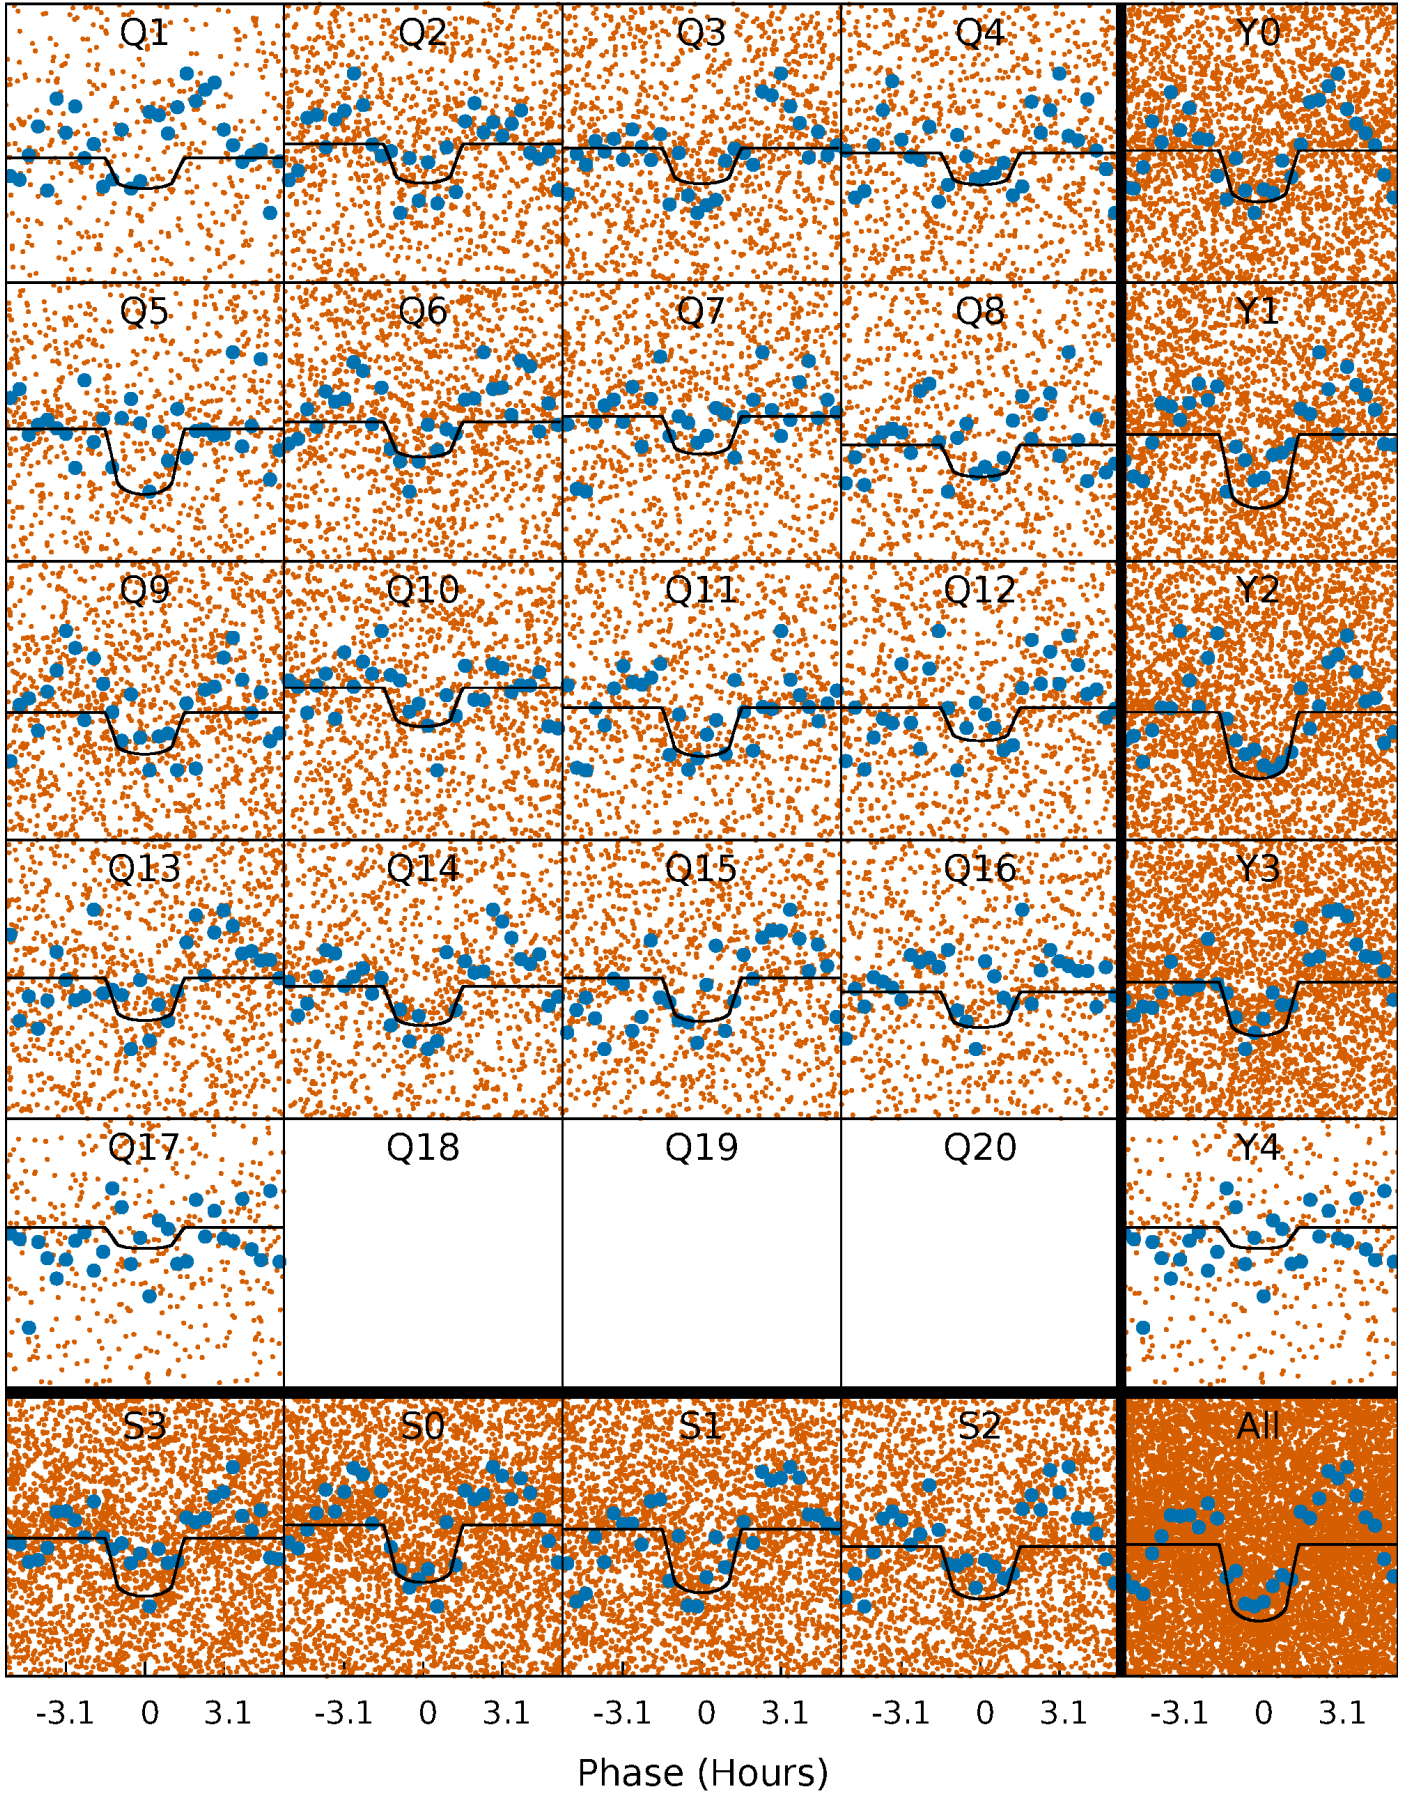 Q1 Q2 Q3 Q4 Y0
Q5 Q6 Q7 Q8 Y1
Q9 Q10 Q11 Q12 Y2
Q13 Q14 Q15 Q16 Y3
Q17 Q18 Q19 Q20 Y4
S3 S0 S1 S2 All
-3.1 0 3.1 -3.1 0 3.1 -3.1 0 3.1 -3.1 0 3.1 -3.1 0 3.1
Phase (Hours)